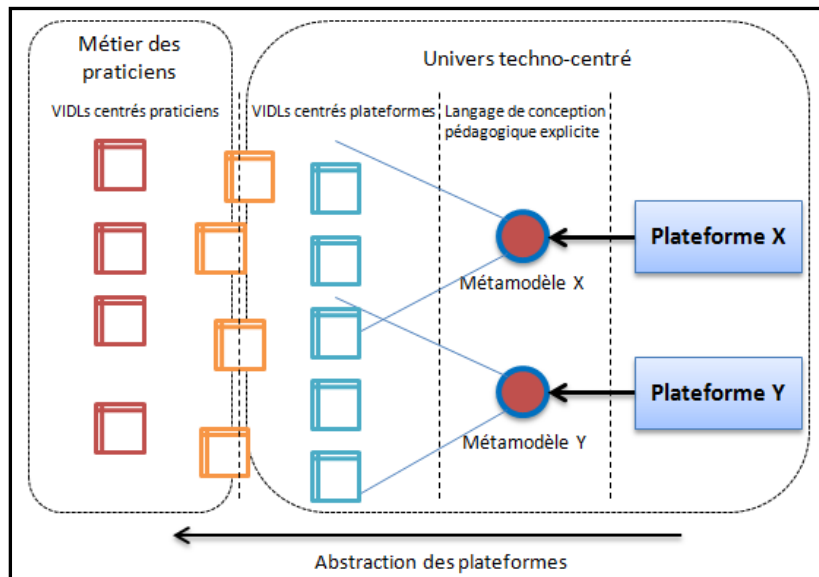 Métier des
praticiens
Univers techno-centré
VIDLs centrés praticiens
VIDLs centrés plateformes
Langage de conception
pédagogique explicite
Plateforme X
Métamodèle X
Plateforme Y
Métamodèle Y
Abstraction des plateformes